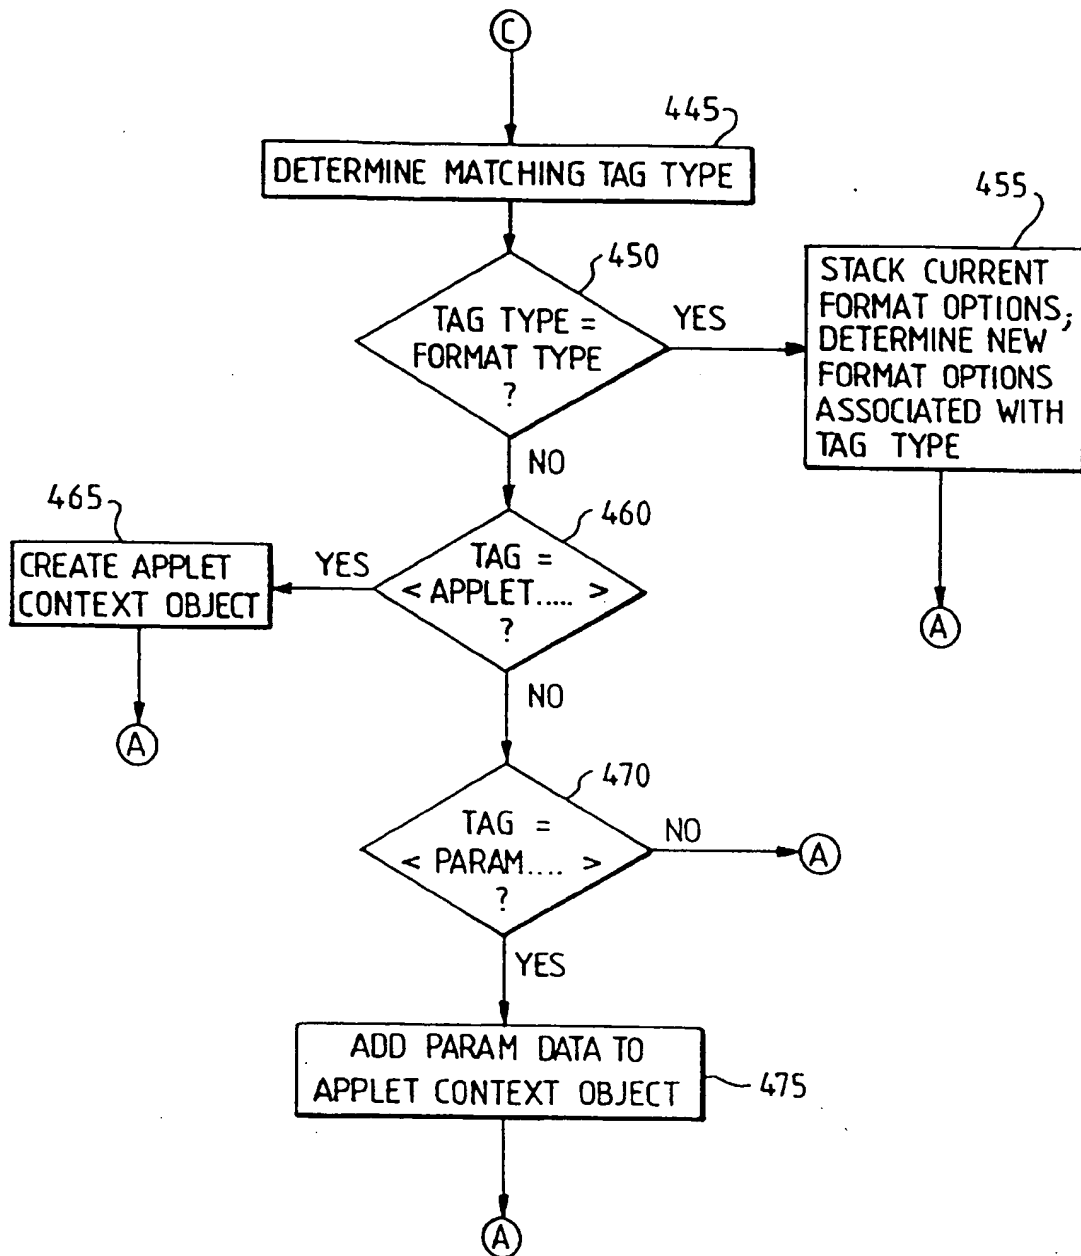 C
445
DETERMINE MATCHING TAG TYPE
450
455
TAG TYPE =
FORMAT TYPE
?
YES
STACK CURRENT
FORMAT OPTIONS;
DETERMINE NEW
FORMAT OPTIONS
ASSOCIATED WITH
TAG TYPE
NO
A
465
460
CREATE APPLET
CONTEXT OBJECT
YES
TAG =
< APPLET..... >
?
A
NO
470
TAG =
< PARAM.... >
?
NO
A
YES
ADD PARAM DATA TO
APPLET CONTEXT OBJECT
475
A